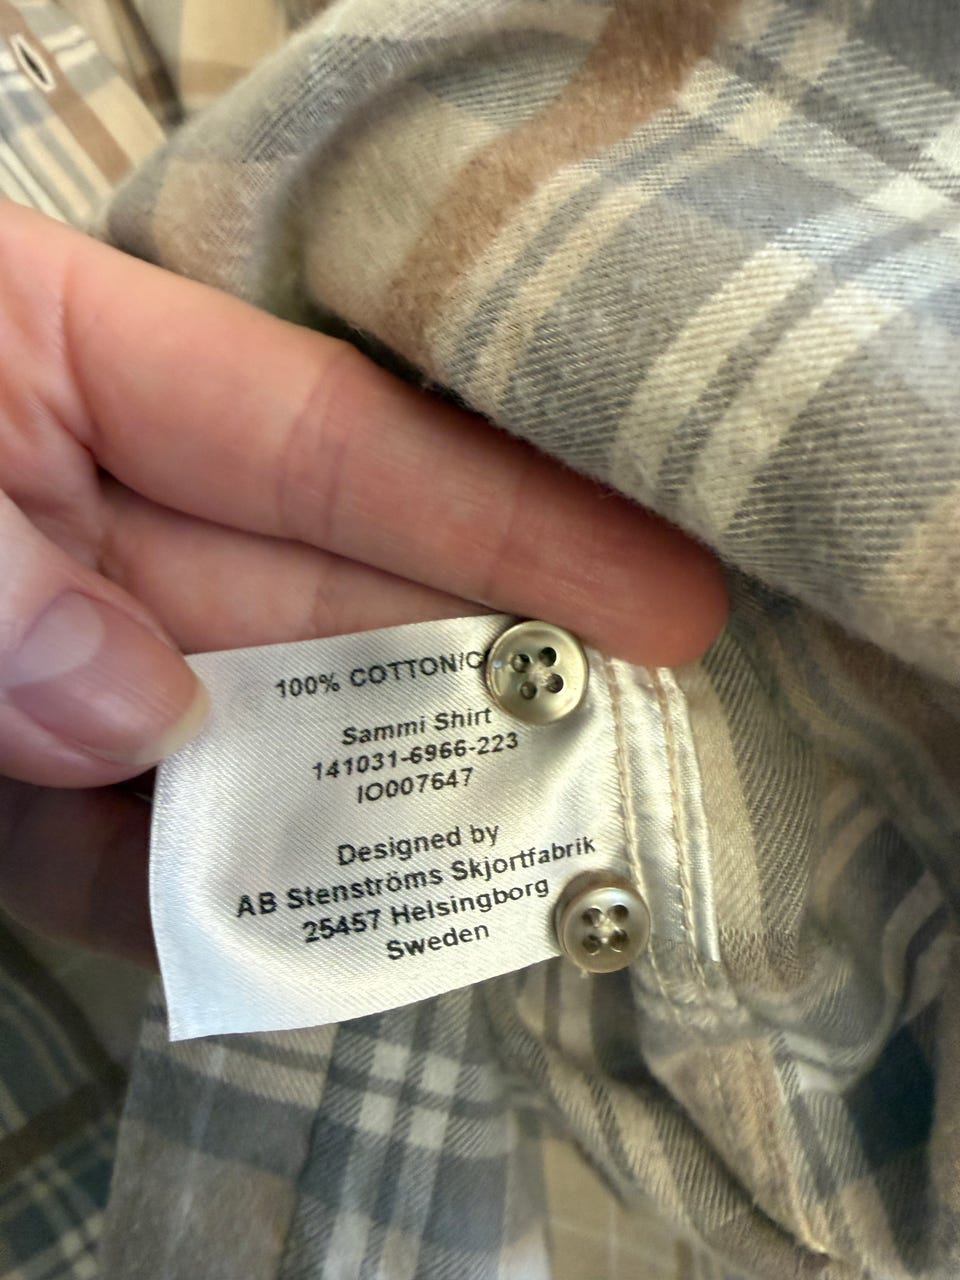 100% COTTON/C
Sammi Shirt
141031-6966-223
IO007647
Designed by
AB Stenströms Skjortfabrik
25457 Helsingborg
Sweden